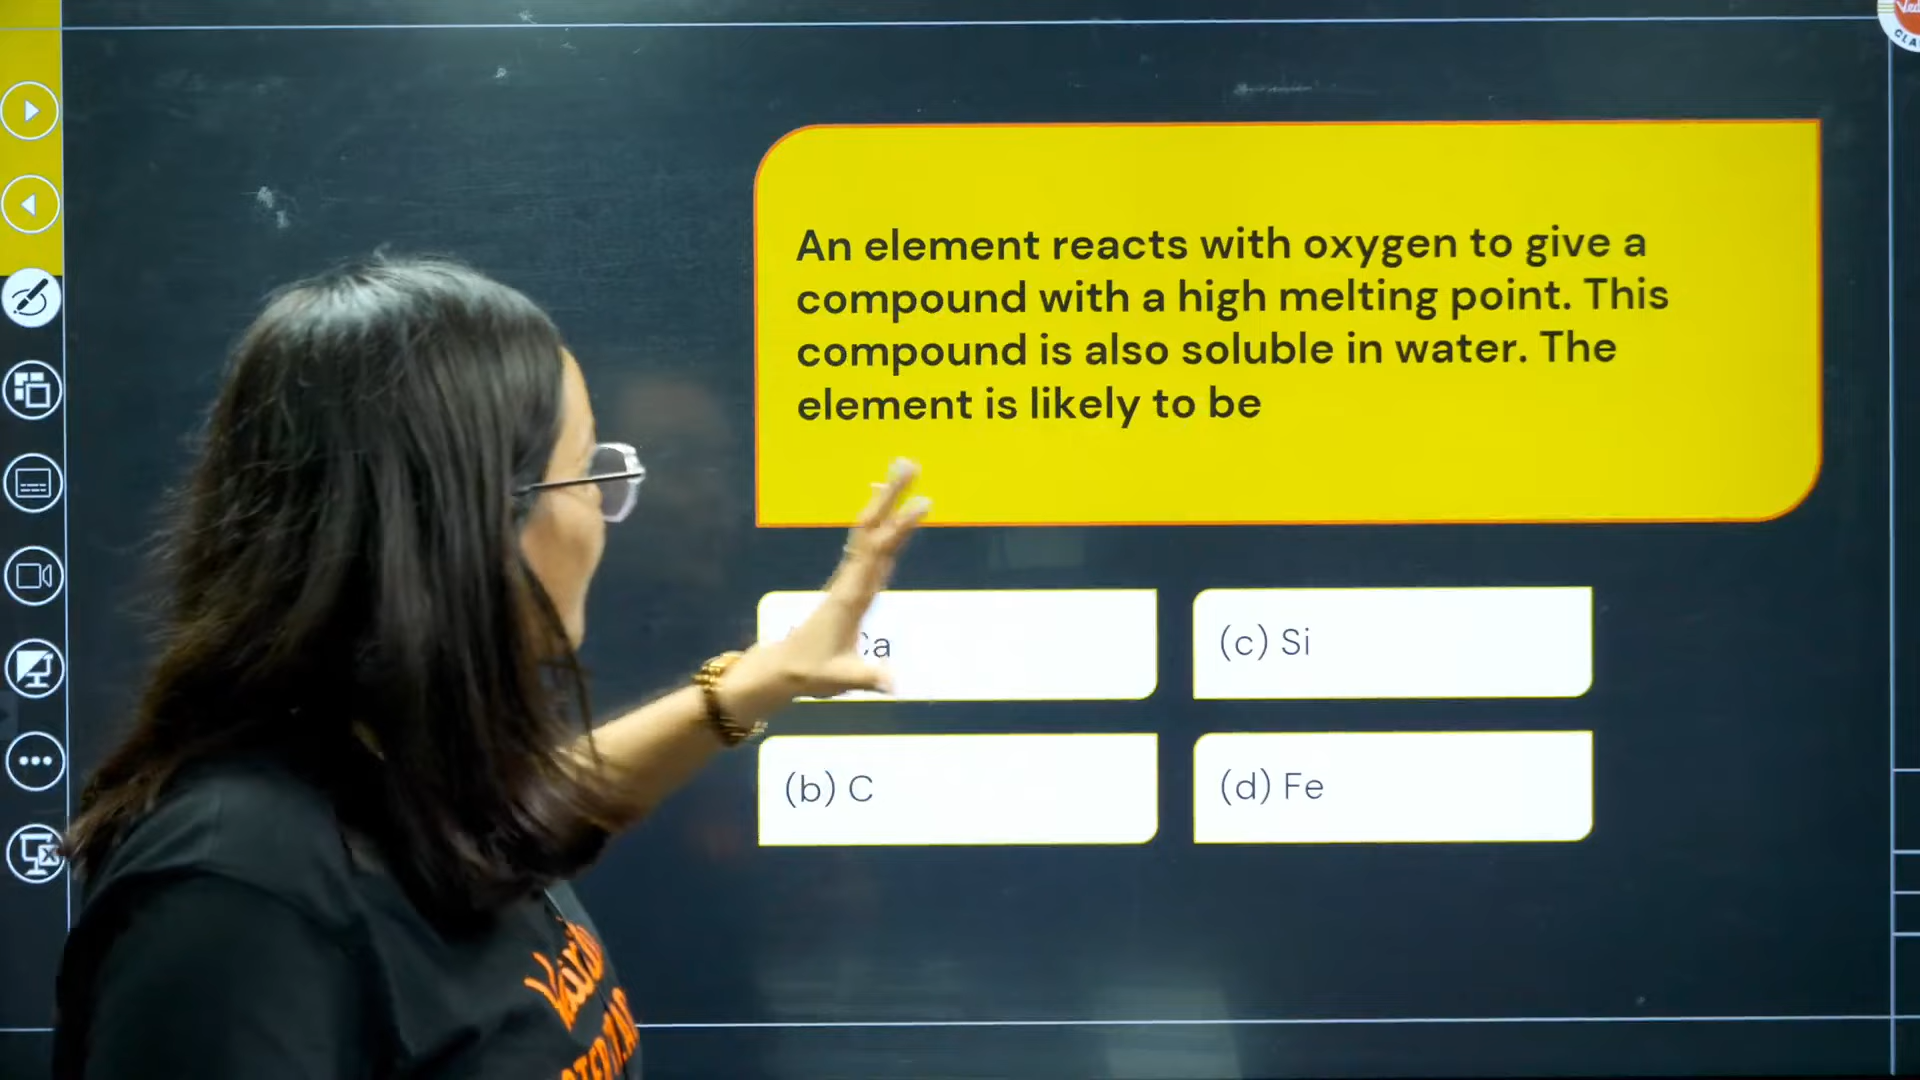 An element reacts with oxygen to give a
compound with a high melting point. This
compound is also soluble in water. The
element is likely to be
Ca
(c) Si
(b) C
(d) Fe